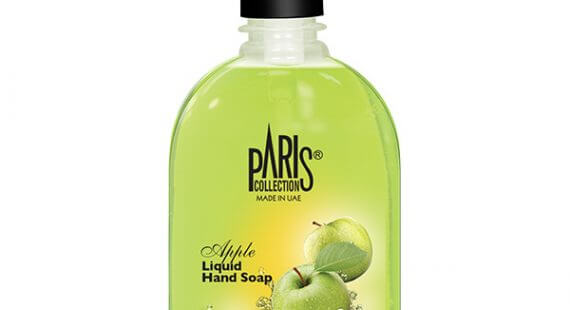 PARIS®
COLLECTION
MADE IN UAE
Apple
Liquid
Hand Soap